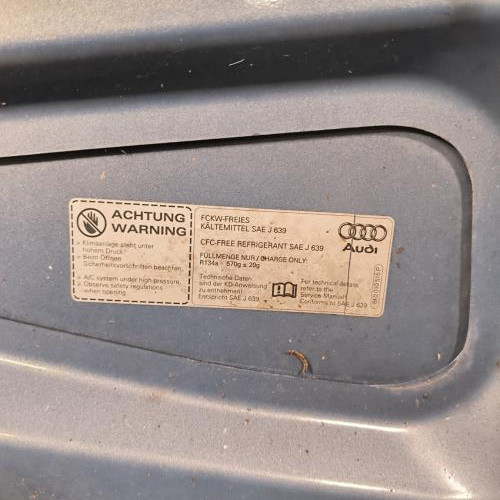 ACHTUNG
WARNING
Klimaanlage steht unter
hohem Druck.
Beim Öffnen
Sicherheitsvorschriften beachten.
A/C system under high pressure.
Observe safety regulations
when opening.
FCKW-FREIES
KÄLTEMITTEL SAE J 639
CFC-FREE REFRIGERANT SAE J 639
FÜLLMENGE NUR / CHARGE ONLY:
R134a 570g ± 20g
Technische Daten
sind der KD-Anweisung
zu entnehmen!
Entspricht SAE J 639
For technical details
refer to the
Service Manual!
Conforms to SAE J 639
Audi